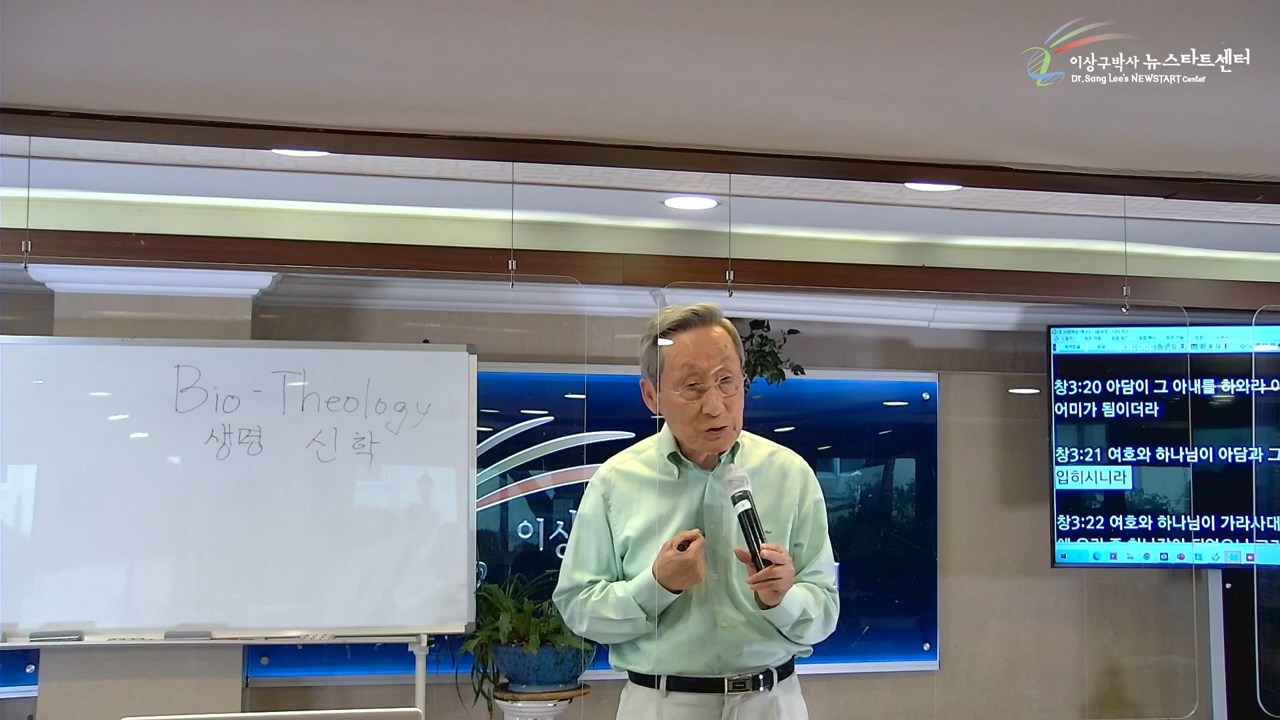 이상구박사 뉴스타트센터
Dr. Sang Lee's NEWSTART Center
Bio-Theology
생명 신학
이상
창3:20 아담이 그 아내를 하와라
어미가 됨이더라
창3:21 여호와 하나님이 아담과 그
입히시니라
창3:22 여호와 하나님이 가라사대